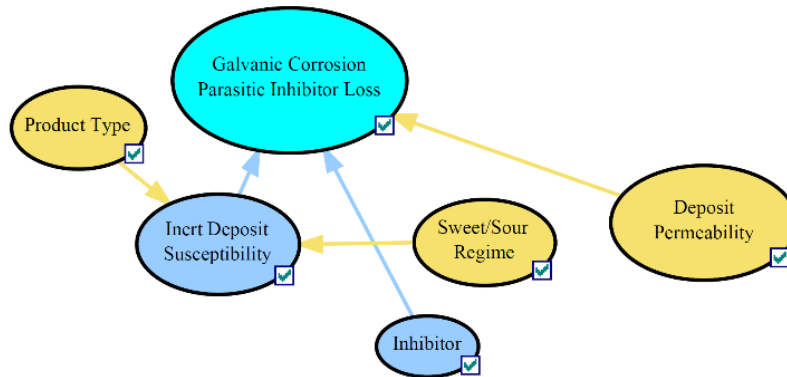 Galvanic Corrosion
Parasitic Inhibitor Loss
Product Type
Inert Deposit
Susceptibility
Sweet/Sour
Regime
Deposit
Permeability
Inhibitor